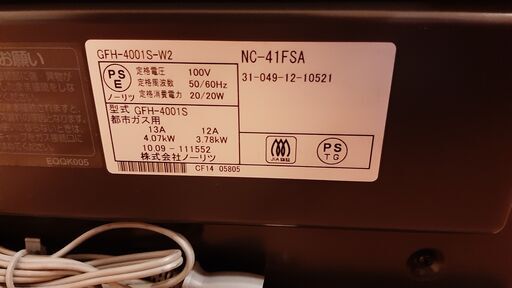 お願い
EQQK005
GFH-4001S-W2
PS
E
ノーリツ
定格電圧 100V
定格周波数 50/60Hz
定格消費電力 20/20W
型式 GFH-4001S
都市ガス用
13A 12A
4.07kW 3.78kW
10.09-111552
株式会社ノーリツ
NC-41FSA
31-049-12-10521
JIA
PS
TG
CF14 05805